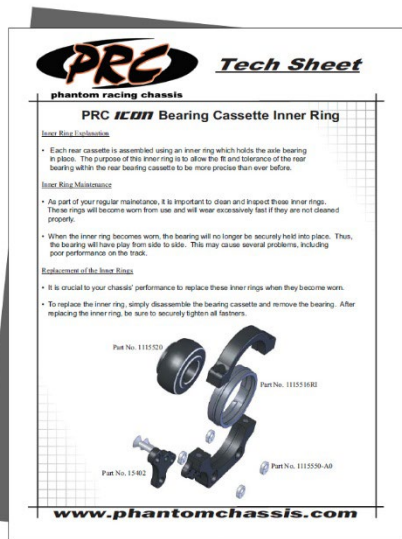 PRC
Tech Sheet
phantom racing chassis
PRC ICON Bearing Cassette Inner Ring
Inner Ring Explanation
• Each rear cassette is assembled using an inner ring which holds the axle bearing
in place. The purpose of this inner ring is to allow the fit and tolerance of the rear
bearing within the rear bearing cassette to be more precise than ever before.
Inner Ring Maintenance
• As part of your regular mainetance, it is important to clean and inspect these inner rings.
These rings will become worn from use and will wear excessively fast if they are not cleaned
properly.
• When the inner ring becomes worn, the bearing will no longer be securely held into place. Thus,
the bearing will have play from side to side. This may cause several problems, including
poor performance on the track.
Replacement of the Inner Rings
• It is crucial to your chassis' performance to replace these inner rings when they become worn.
• To replace the inner ring, simply disassemble the bearing cassette and remove the bearing. After
replacing the inner ring, be sure to securely tighten all fastners.
Part No. 1115520
Part No. 1115516RI
Part No. 15402
Part No. 1115550-A0
www.phantomchassis.com